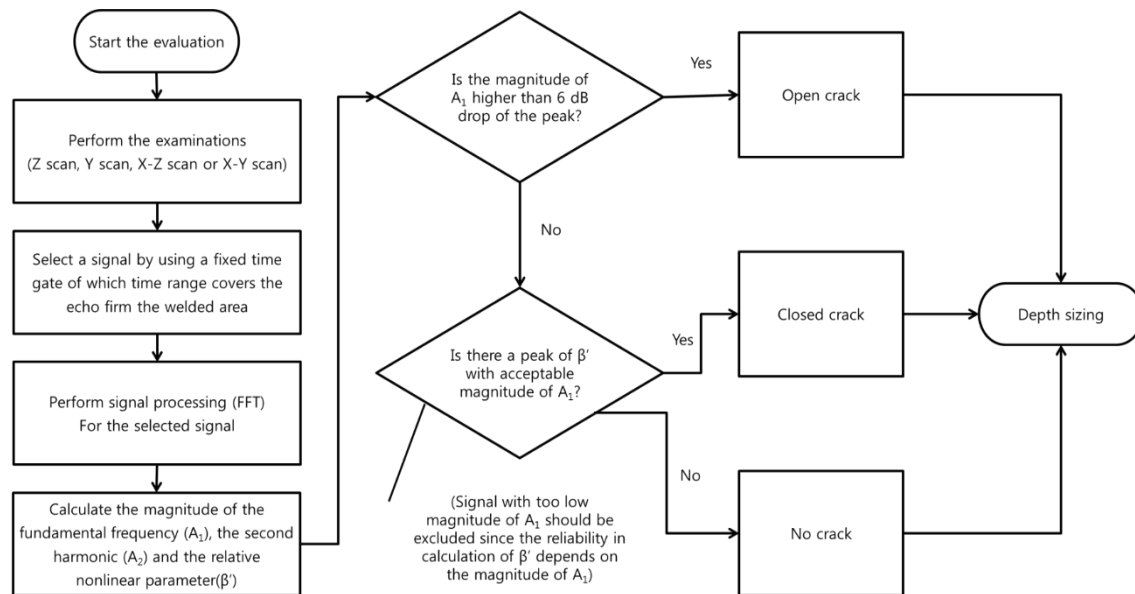 Start the evaluation
Perform the examinations
(Z scan, Y scan, X-Z scan or X-Y scan)
Select a signal by using a fixed time
gate of which time range covers the
echo firm the welded area
Perform signal processing (FFT)
For the selected signal
Calculate the magnitude of the
fundamental frequency (A₁), the second
harmonic (A₂) and the relative
nonlinear parameter(β′)
Is the magnitude of
A₁ higher than 6 dB
drop of the peak?
Yes
Open crack
No
Is there a peak of β′
with acceptable
magnitude of A₁?
Yes
Closed crack
Depth sizing
(Signal with too low
magnitude of A₁ should be
excluded since the reliability in
calculation of β′ depends on
the magnitude of A₁)
No
No crack